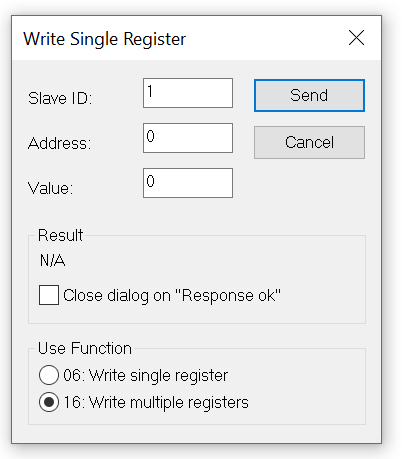 Write Single Register
Slave ID: 1 Send
Address: 0 Cancel
Value: 0
Result
N/A
Close dialog on "Response ok"
Use Function
06: Write single register
16: Write multiple registers